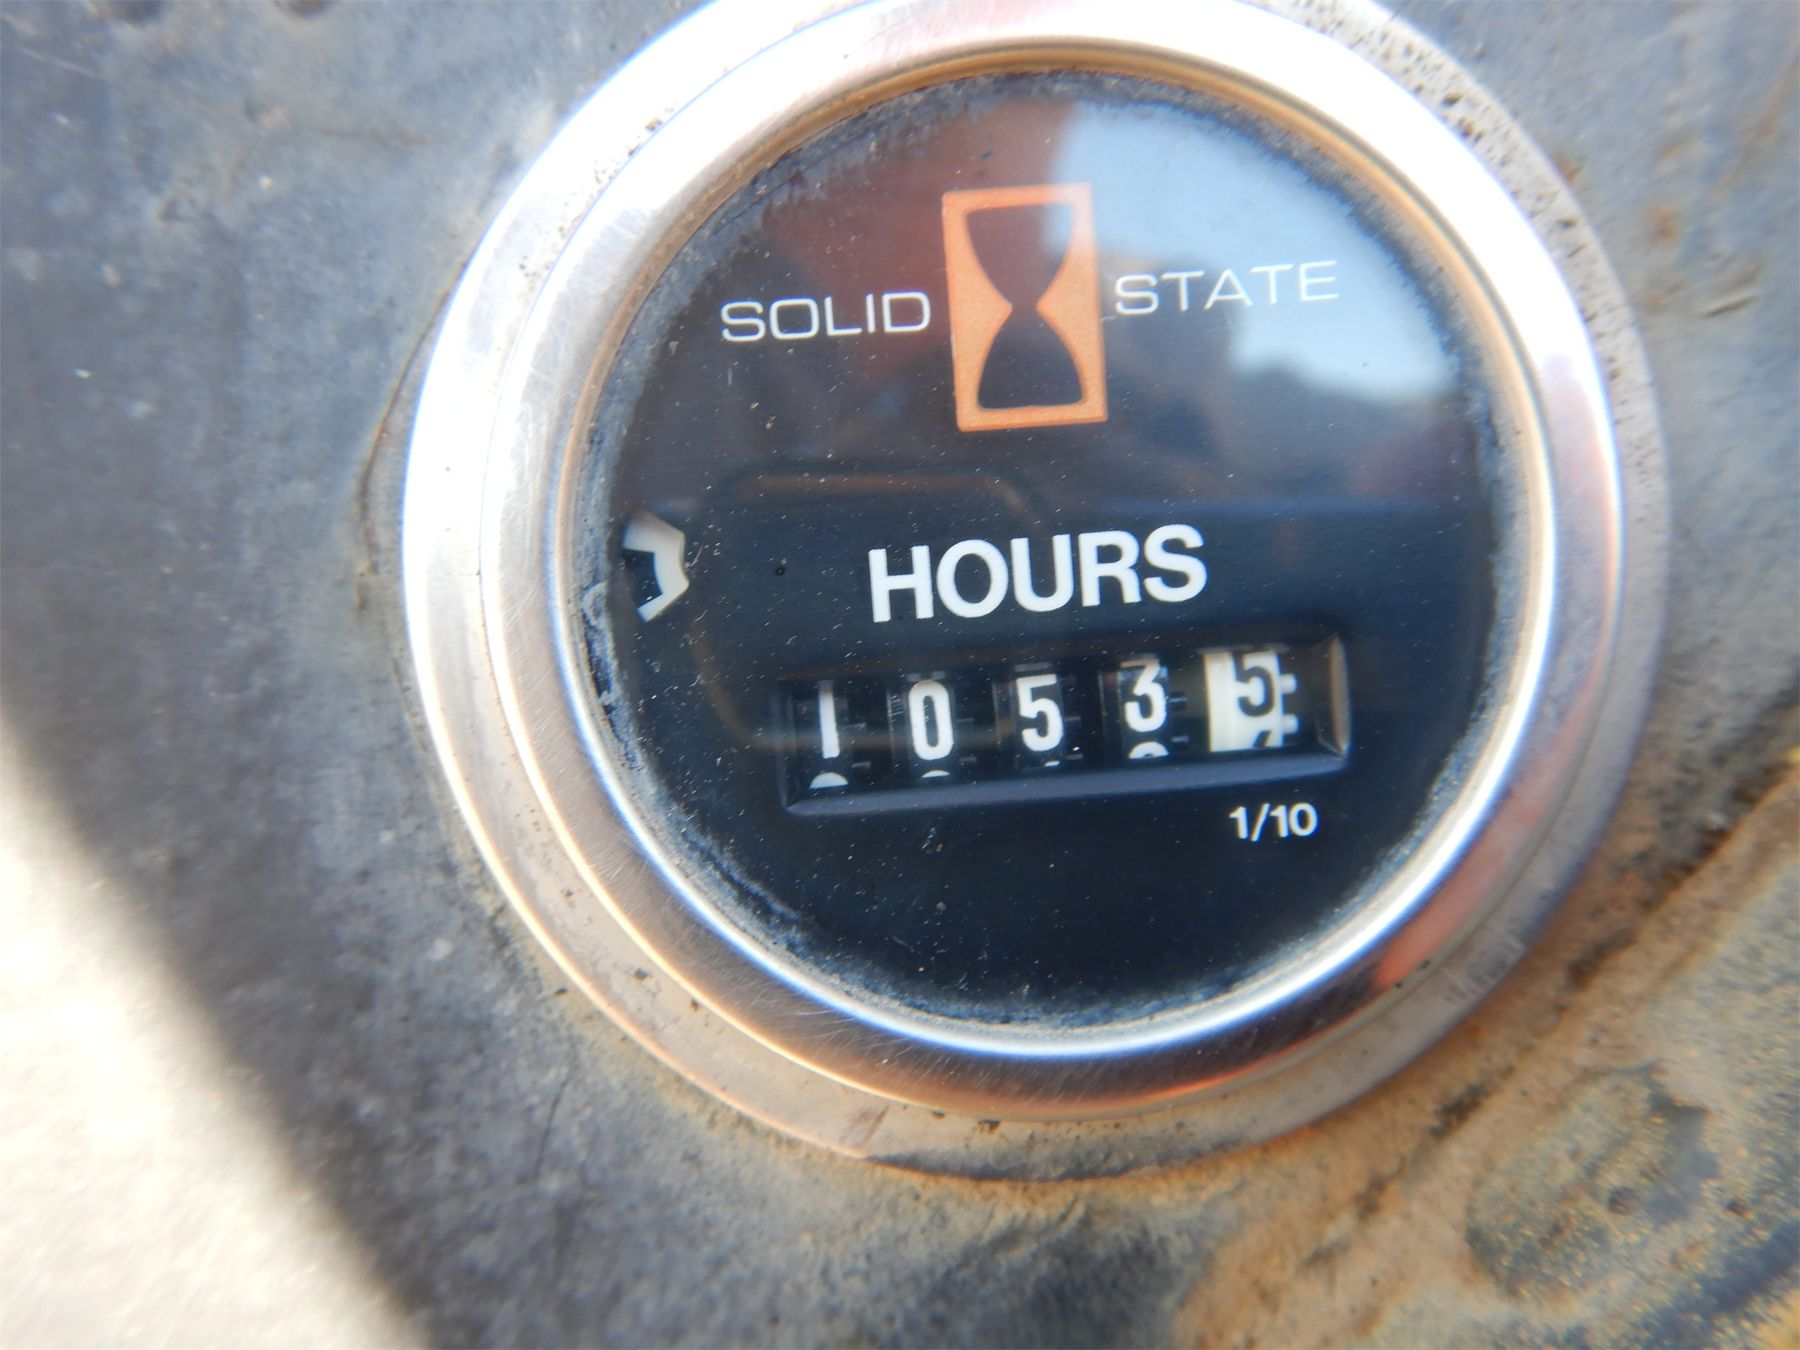 SOLID STATE
HOURS
10535
1/10